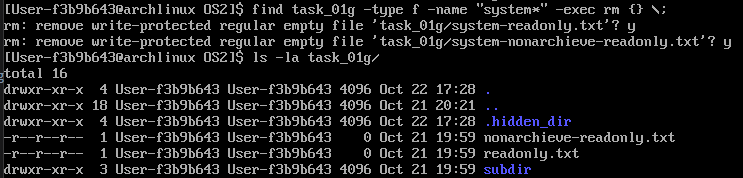 [User-f3b9b643@archlinux OS2]$ find task_01g -type f -name "system*" -exec rm {} \;
rm: remove write-protected regular empty file 'task_01g/system-readonly.txt'? y
rm: remove write-protected regular empty file 'task_01g/system-nonarchieve-readonly.txt'? y
[User-f3b9b643@archlinux OS2]$ ls -la task_01g/
total 16
drwxr-xr-x  4 User-f3b9b643 User-f3b9b643 4096 Oct 22 17:28 .
drwxr-xr-x 18 User-f3b9b643 User-f3b9b643 4096 Oct 21 20:21 ..
drwxr-xr-x  4 User-f3b9b643 User-f3b9b643 4096 Oct 22 17:28 .hidden_dir
-r--r--r--  1 User-f3b9b643 User-f3b9b643    0 Oct 21 19:59 nonarchieve-readonly.txt
-r--r--r--  1 User-f3b9b643 User-f3b9b643    0 Oct 21 19:59 readonly.txt
drwxr-xr-x  3 User-f3b9b643 User-f3b9b643 4096 Oct 21 19:59 subdir